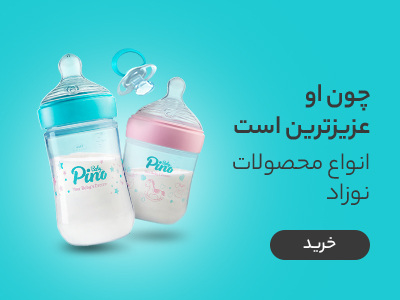 چون او
عزیزترین است
انواع محصولات
نوزاد
خرید
Pino
Pino